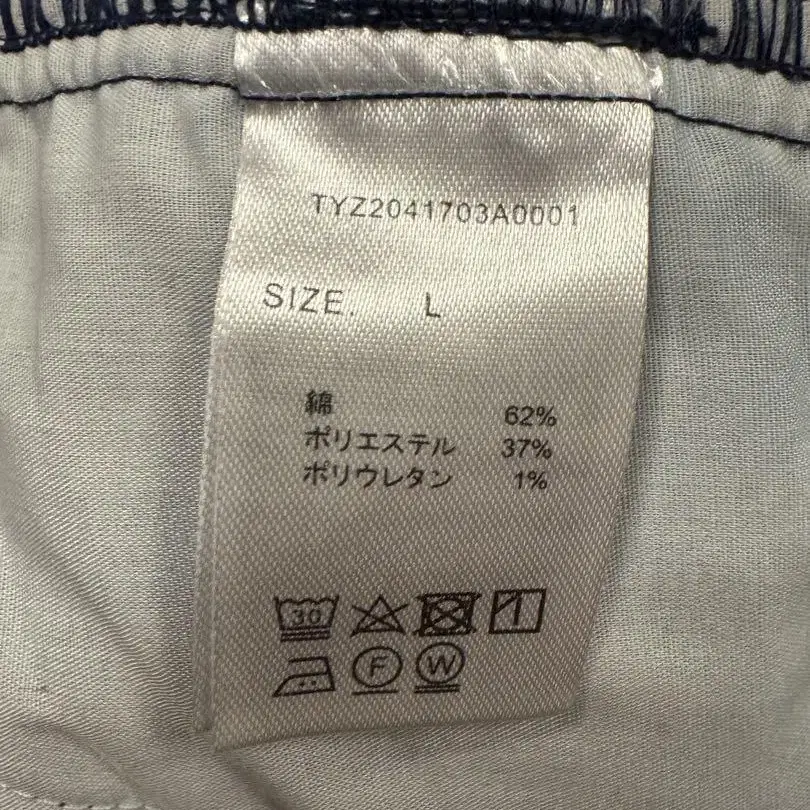 TYZ2041703A0001
SIZE. L
綿 62%
ポリエステル 37%
ポリウレタン 1%
30
F W